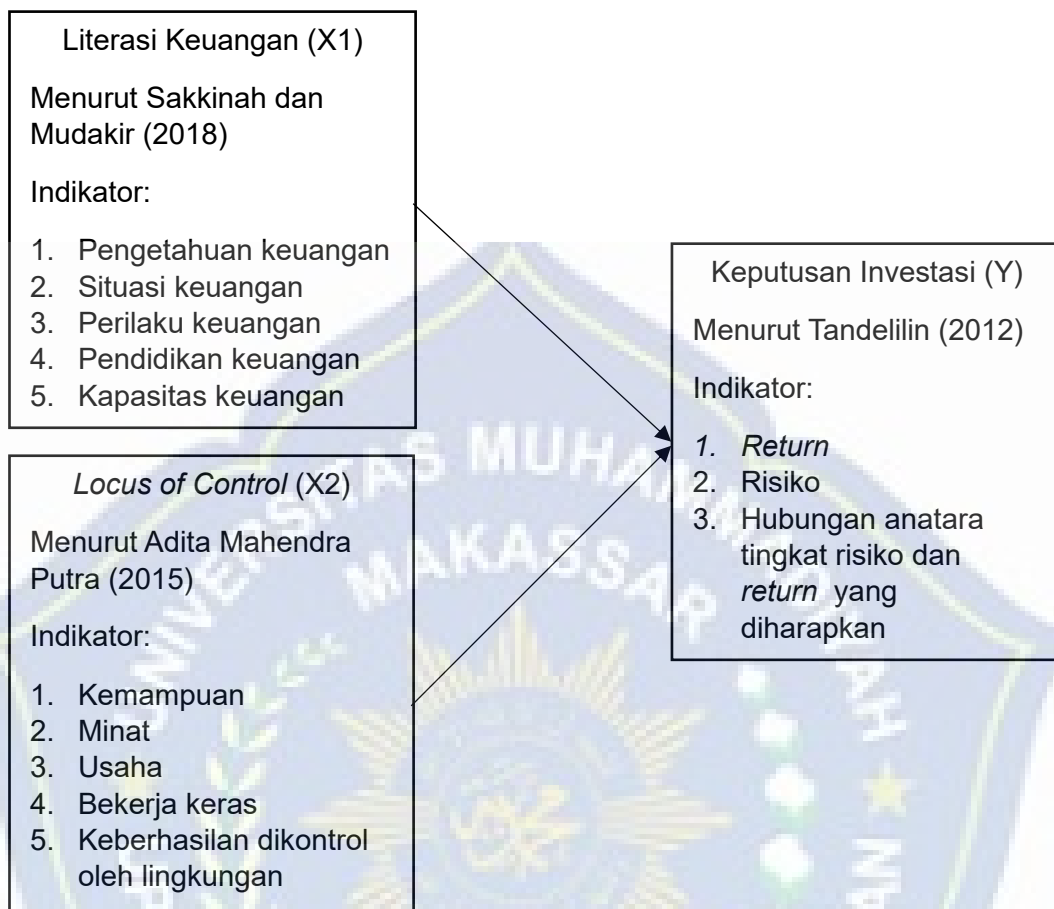 Literasi Keuangan (X1)
Menurut Sakkinah dan
Mudakir (2018)
Indikator:
1. Pengetahuan keuangan
2. Situasi keuangan
3. Perilaku keuangan
4. Pendidikan keuangan
5. Kapasitas keuangan
Locus of Control (X2)
Menurut Adita Mahendra
Putra (2015)
Indikator:
1. Kemampuan
2. Minat
3. Usaha
4. Bekerja keras
5. Keberhasilan dikontrol
oleh lingkungan
Keputusan Investasi (Y)
Menurut Tandelilin (2012)
Indikator:
1. Return
2. Risiko
3. Hubungan anatara
tingkat risiko dan
return yang
diharapkan
UNIVERSITAS MUHAMMADIYAH
MAKASSAR